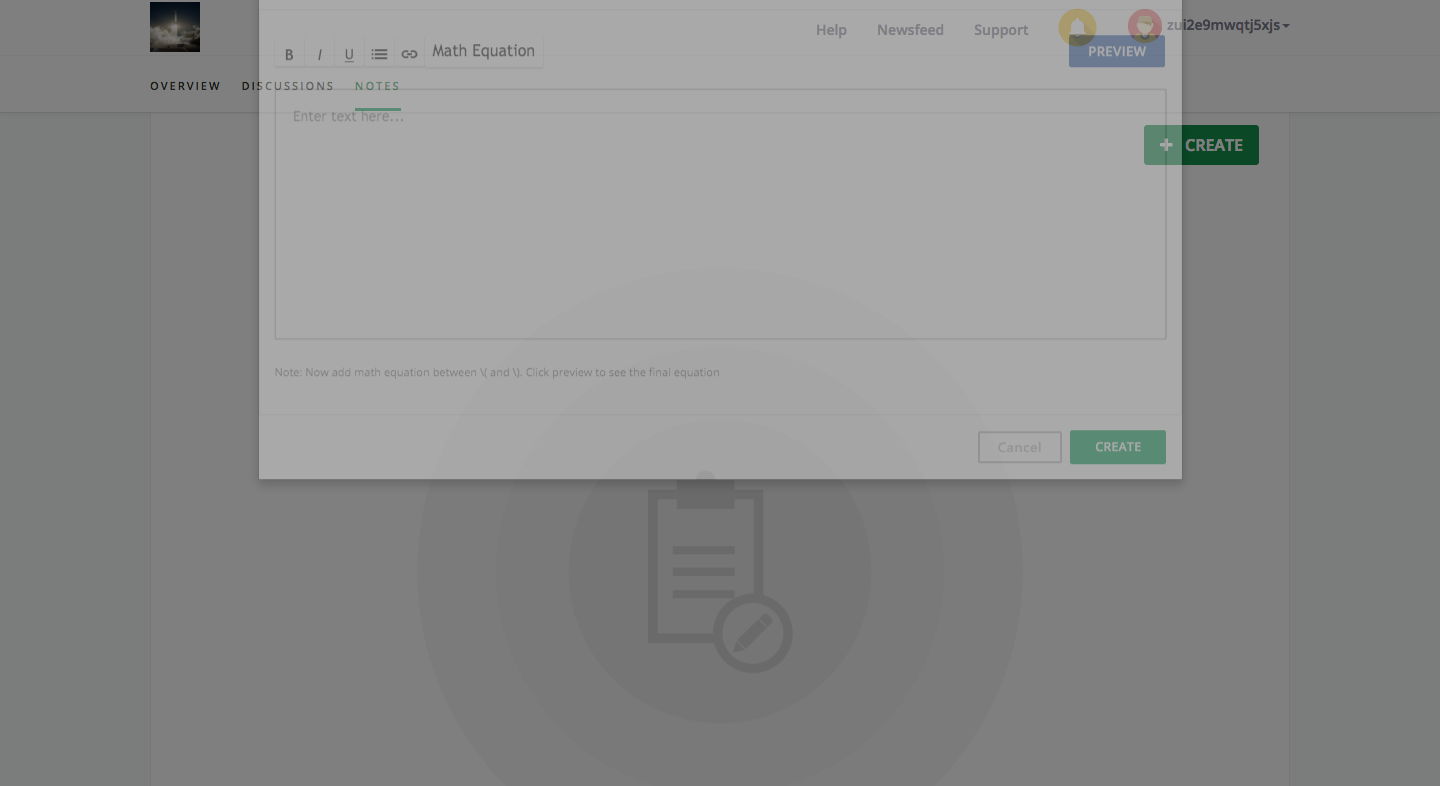 Help Newsfeed Support zui2e9mwqtj5xjs
B I U Math Equation PREVIEW
OVERVIEW DISCUSSIONS NOTES
Enter text here...
+ CREATE
Note: Now add math equation between \( and \). Click preview to see the final equation
Cancel CREATE